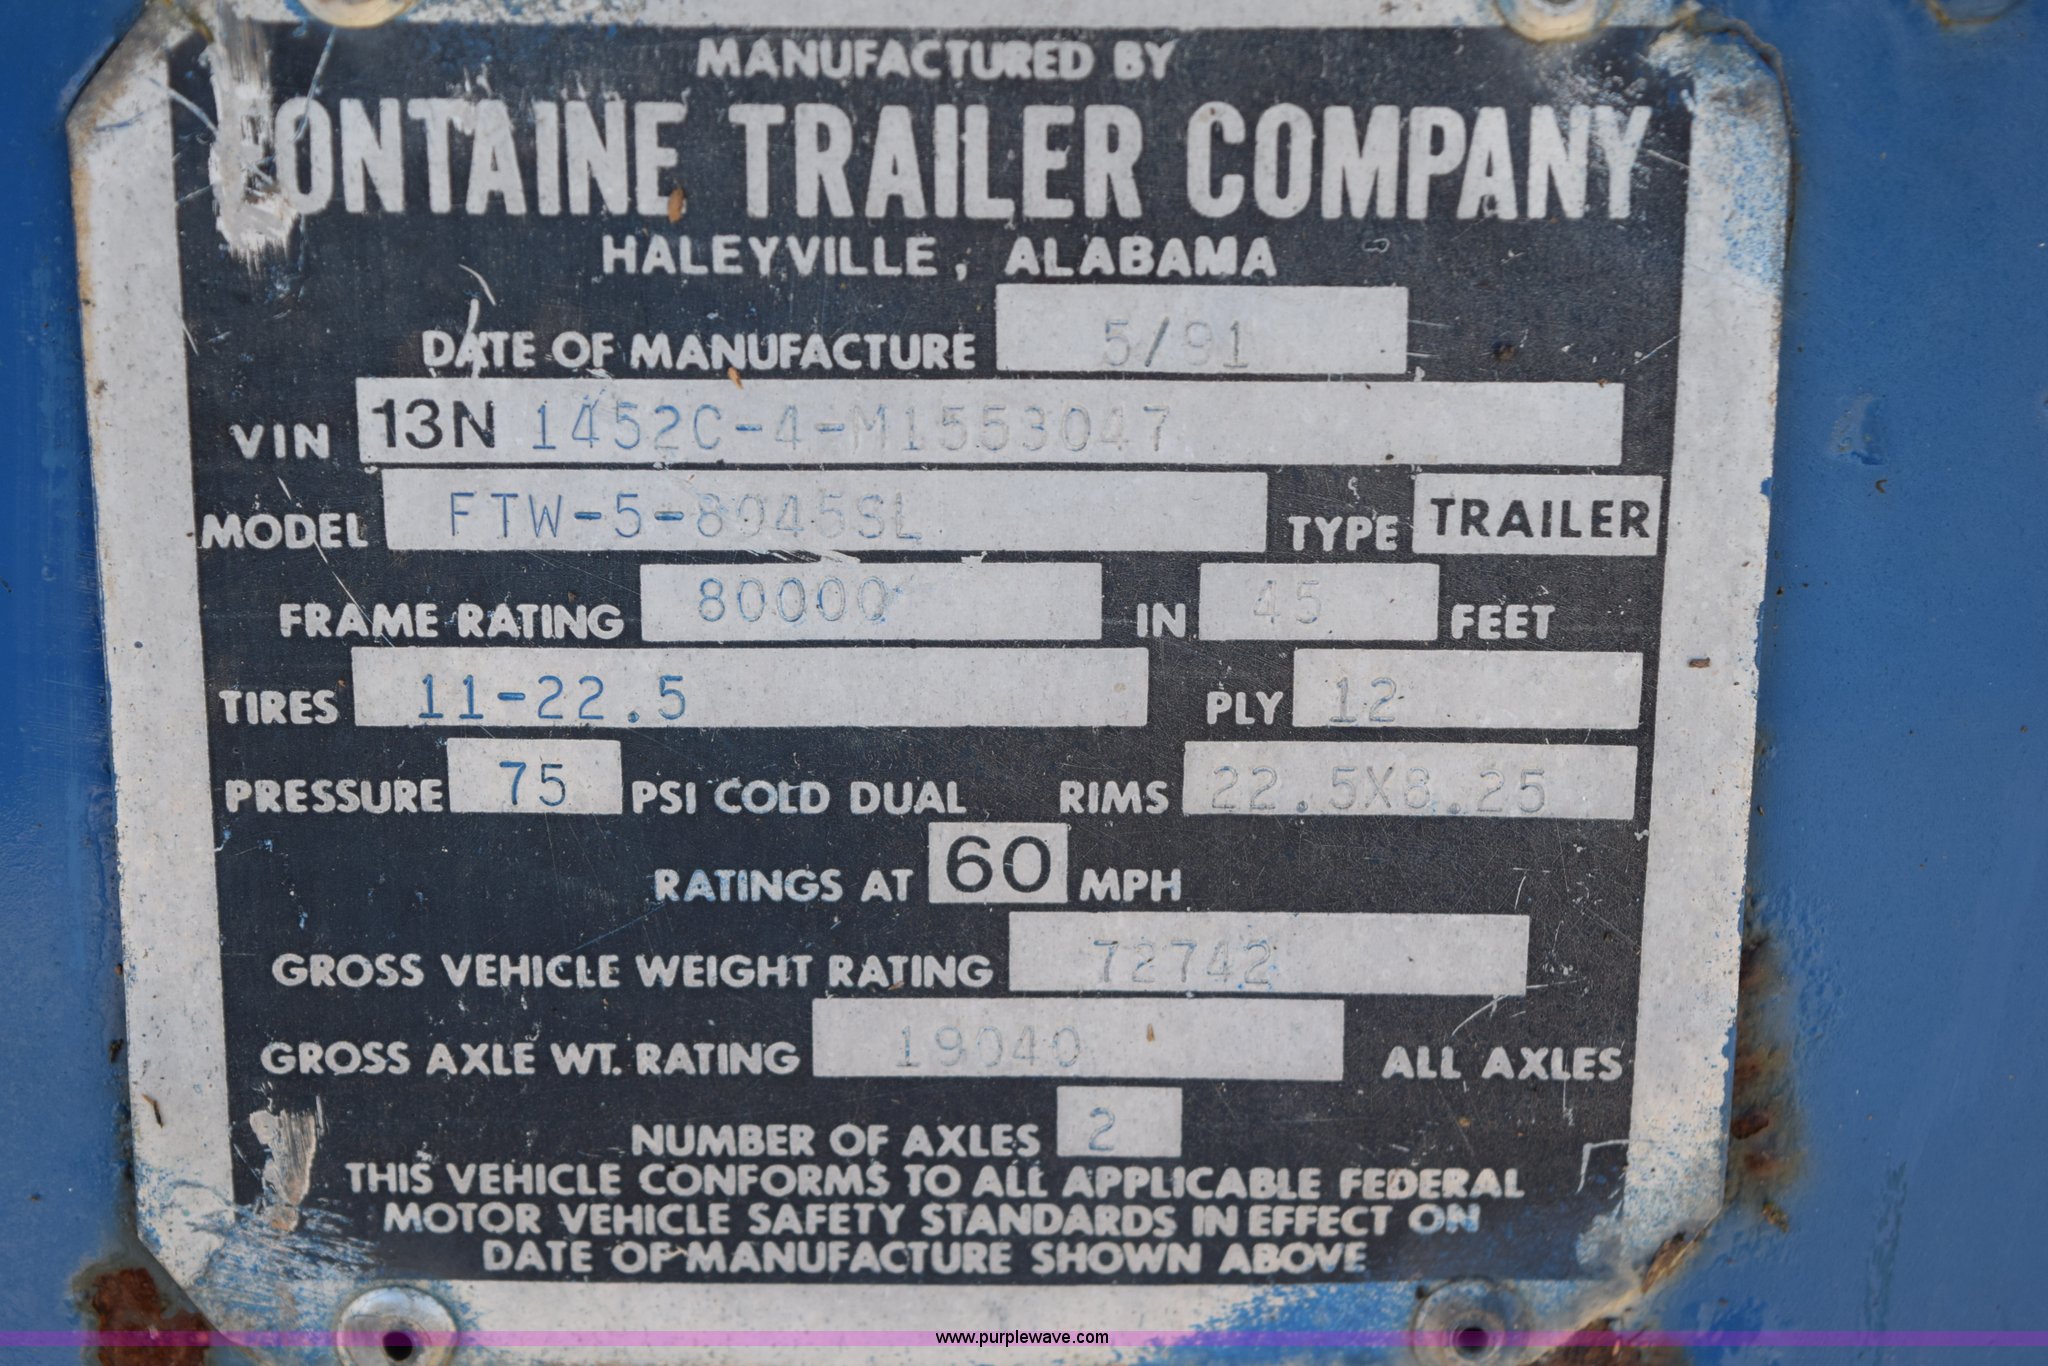 MANUFACTURED BY
FONTAINE TRAILER COMPANY
HALEYVILLE, ALABAMA
DATE OF MANUFACTURE 5/91
VIN 13N 1452C-4-M1553047
MODEL FTW-5-8045SL TYPE TRAILER
FRAME RATING 80000 IN 45 FEET
TIRES 11-22.5 PLY 12
PRESSURE 75 PSI COLD DUAL RIMS 22.5X8.25
RATINGS AT 60 MPH
GROSS VEHICLE WEIGHT RATING 72742
GROSS AXLE WT. RATING 19040 ALL AXLES
NUMBER OF AXLES 2
THIS VEHICLE CONFORMS TO ALL APPLICABLE FEDERAL
MOTOR VEHICLE SAFETY STANDARDS IN EFFECT ON
DATE OF MANUFACTURE SHOWN ABOVE
www.purplewave.com